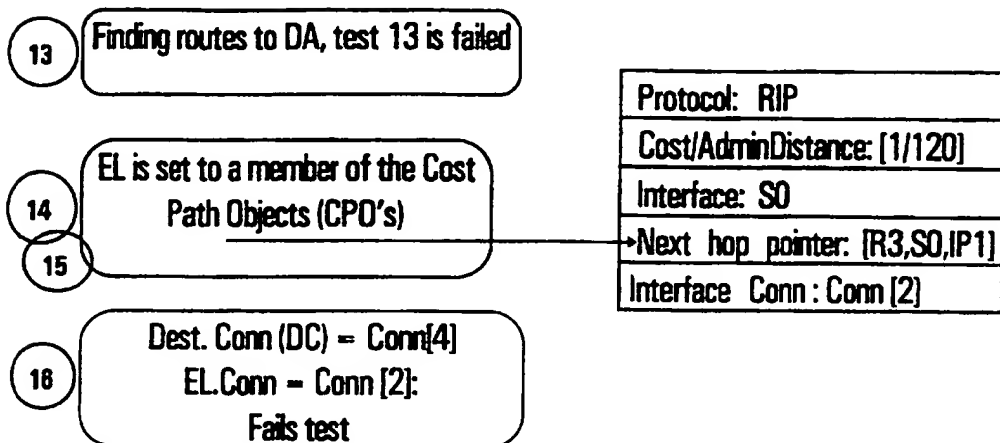 13
Finding routes to DA, test 13 is failed
14
15
EL is set to a member of the Cost
Path Objects (CPO's)
Protocol: RIP
Cost/AdminDistance: [1/120]
Interface: S0
Next hop pointer: [R3,S0,IP1]
Interface Conn: Conn [2]
16
Dest. Conn (DC) = Conn[4]
EL.Conn = Conn [2]:
Fails test